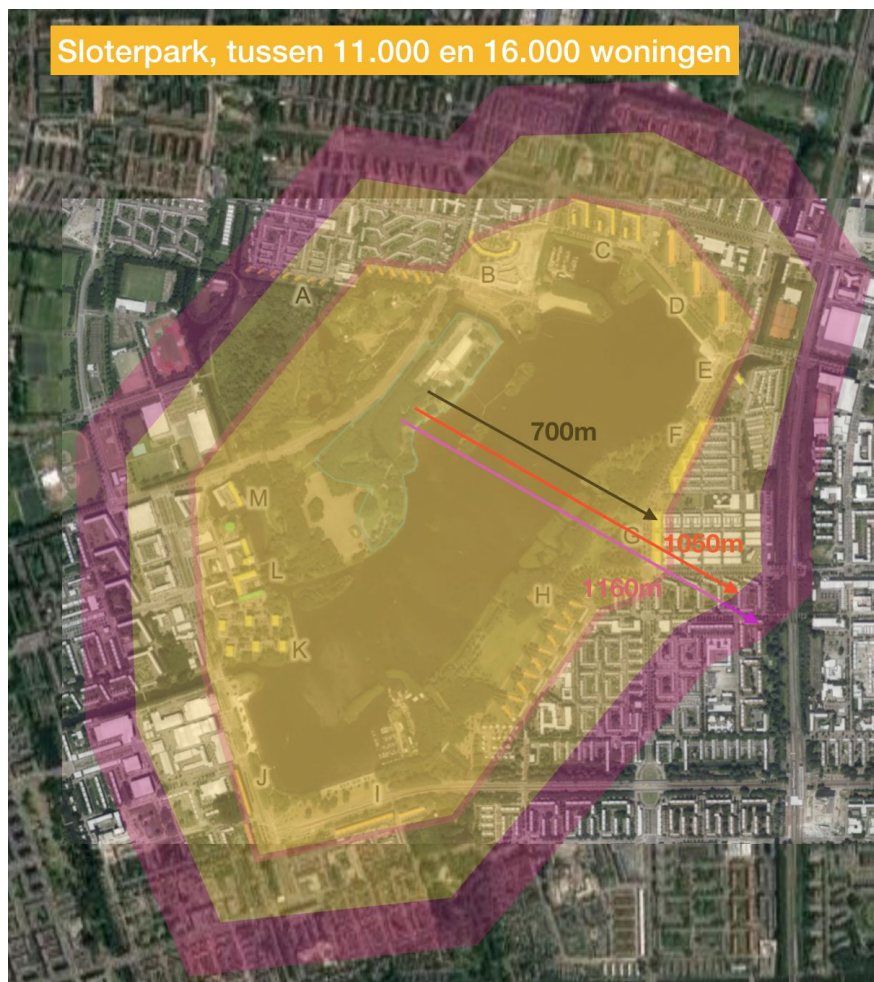 Sloterpark, tussen 11.000 en 16.000 woningen
A
B
C
D
E
F
700m
G
1050m
1160m
H
M
L
K
J
I